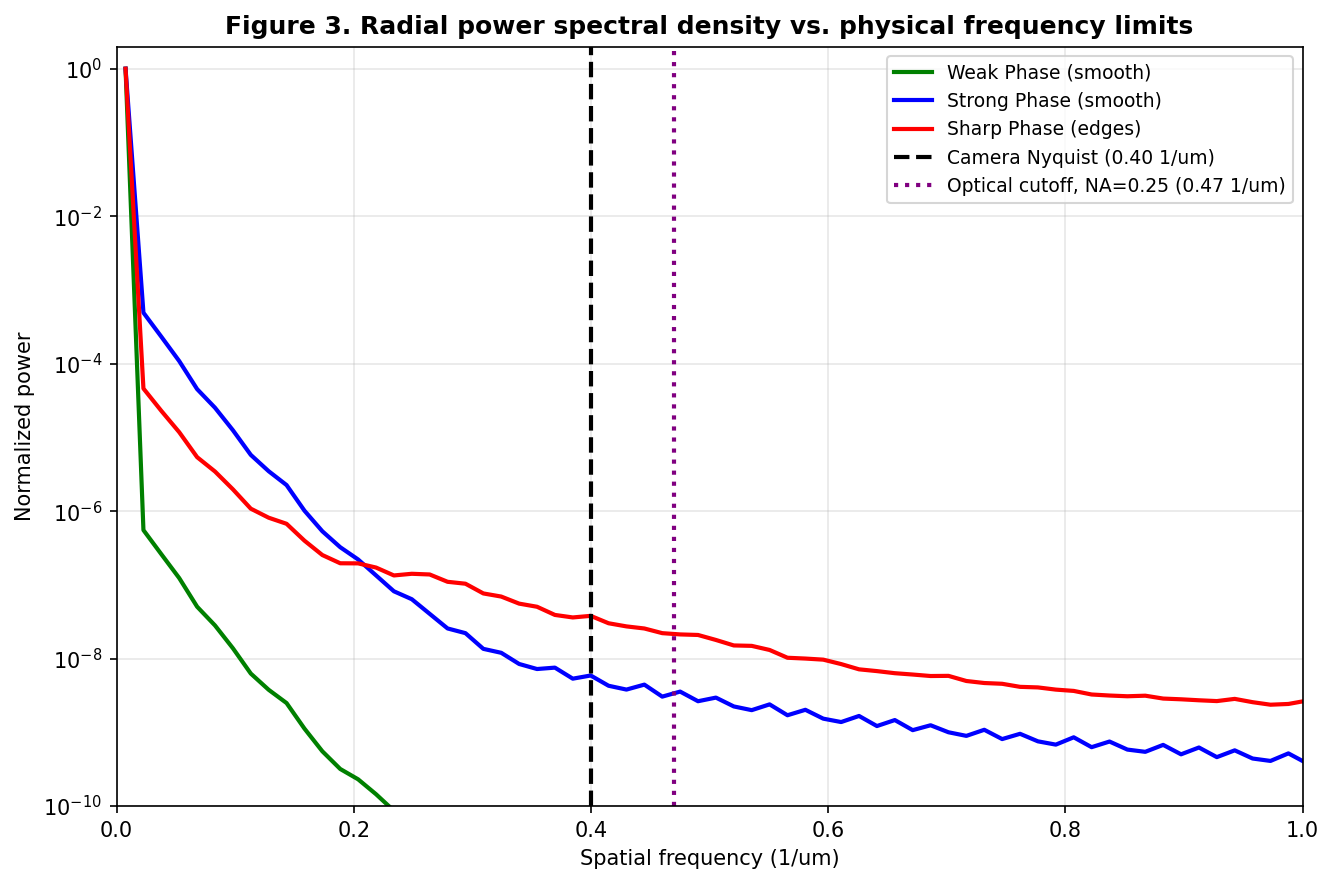 Figure 3. Radial power spectral density vs. physical frequency limits
Weak Phase (smooth)
Strong Phase (smooth)
Sharp Phase (edges)
Camera Nyquist (0.40 1/um)
Optical cutoff, NA=0.25 (0.47 1/um)
Normalized power
10⁰
10⁻²
10⁻⁴
10⁻⁶
10⁻⁸
10⁻¹⁰
0.0 0.2 0.4 0.6 0.8 1.0
Spatial frequency (1/um)